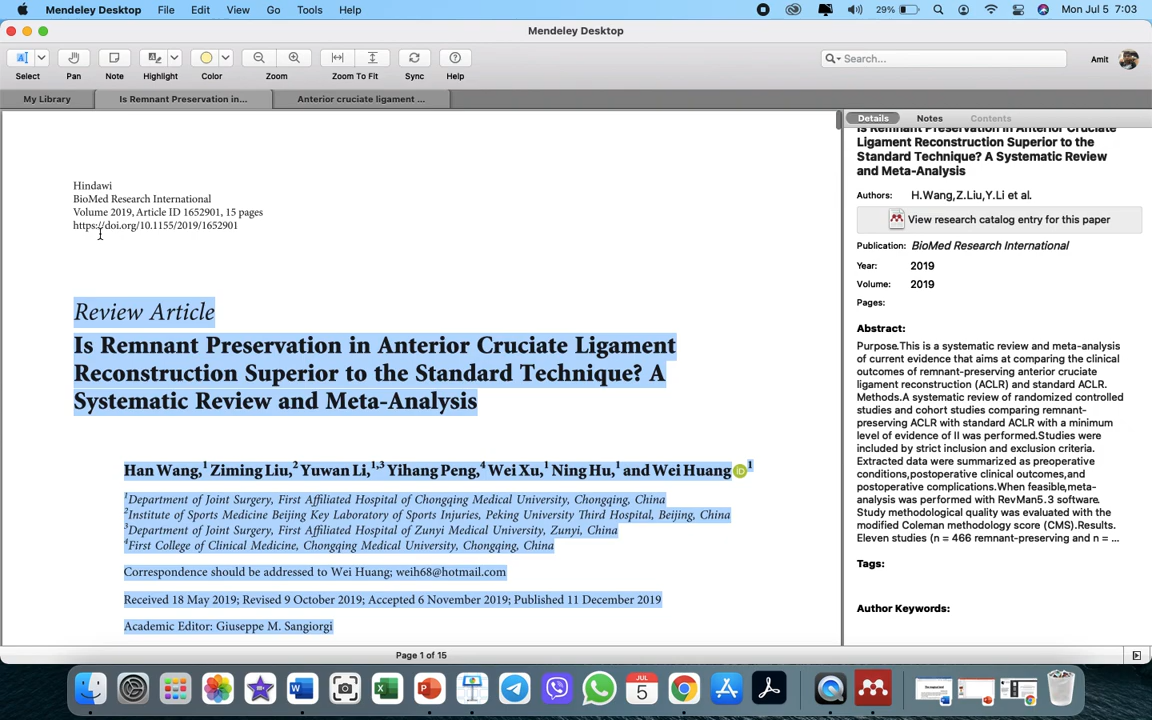 Mendeley Desktop File Edit View Go Tools Help 29% Mon Jul 5 7:03
Mendeley Desktop
Select Pan Note Highlight Color Zoom Zoom To Fit Sync Help
Search...
Amit
My Library Is Remnant Preservation in... Anterior cruciate ligament ...
Hindawi
BioMed Research International
Volume 2019, Article ID 1652901, 15 pages
https://doi.org/10.1155/2019/1652901
Review Article
Is Remnant Preservation in Anterior Cruciate Ligament
Reconstruction Superior to the Standard Technique? A
Systematic Review and Meta-Analysis
Han Wang,1 Ziming Liu,2 Yuwan Li,1,3 Yihang Peng,4 Wei Xu,1 Ning Hu,1 and Wei Huang iD 1
1Department of Joint Surgery, First Affiliated Hospital of Chongqing Medical University, Chongqing, China
2Institute of Sports Medicine Beijing Key Laboratory of Sports Injuries, Peking University Third Hospital, Beijing, China
3Department of Joint Surgery, First Affiliated Hospital of Zunyi Medical University, Zunyi, China
4First College of Clinical Medicine, Chongqing Medical University, Chongqing, China
Correspondence should be addressed to Wei Huang; weih68@hotmail.com
Received 18 May 2019; Revised 9 October 2019; Accepted 6 November 2019; Published 11 December 2019
Academic Editor: Giuseppe M. Sangiorgi
Page 1 of 15
Details Notes Contents
Is Remnant Preservation in Anterior Cruciate
Ligament Reconstruction Superior to the
Standard Technique? A Systematic Review
and Meta-Analysis
Authors: H.Wang,Z.Liu,Y.Li et al.
View research catalog entry for this paper
Publication: BioMed Research International
Year: 2019
Volume: 2019
Pages:
Abstract:
Purpose.This is a systematic review and meta-analysis
of current evidence that aims at comparing the clinical
outcomes of remnant-preserving anterior cruciate
ligament reconstruction (ACLR) and standard ACLR.
Methods.A systematic review of randomized controlled
studies and cohort studies comparing remnant-
preserving ACLR with standard ACLR with a minimum
level of evidence of II was performed.Studies were
included by strict inclusion and exclusion criteria.
Extracted data were summarized as preoperative
conditions,postoperative clinical outcomes,and
postoperative complications.When feasible,meta-
analysis was performed with RevMan5.3 software.
Study methodological quality was evaluated with the
modified Coleman methodology score (CMS).Results.
Eleven studies (n = 466 remnant-preserving and n = ...
Tags:
Author Keywords:
JUL
5